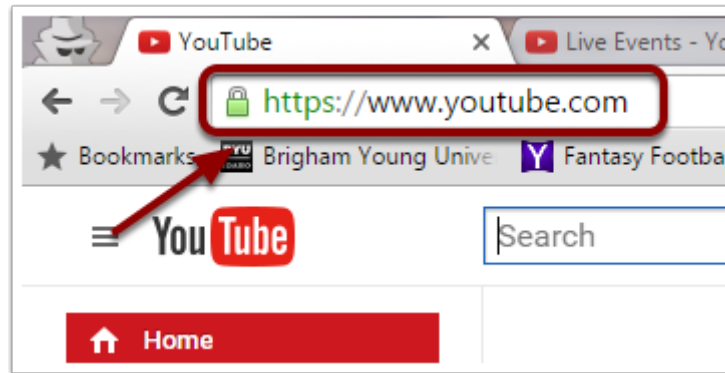 YouTube Live Events - Yo
https://www.youtube.com
Bookmarks Brigham Young Unive Fantasy Footba
YouTube Search
Home